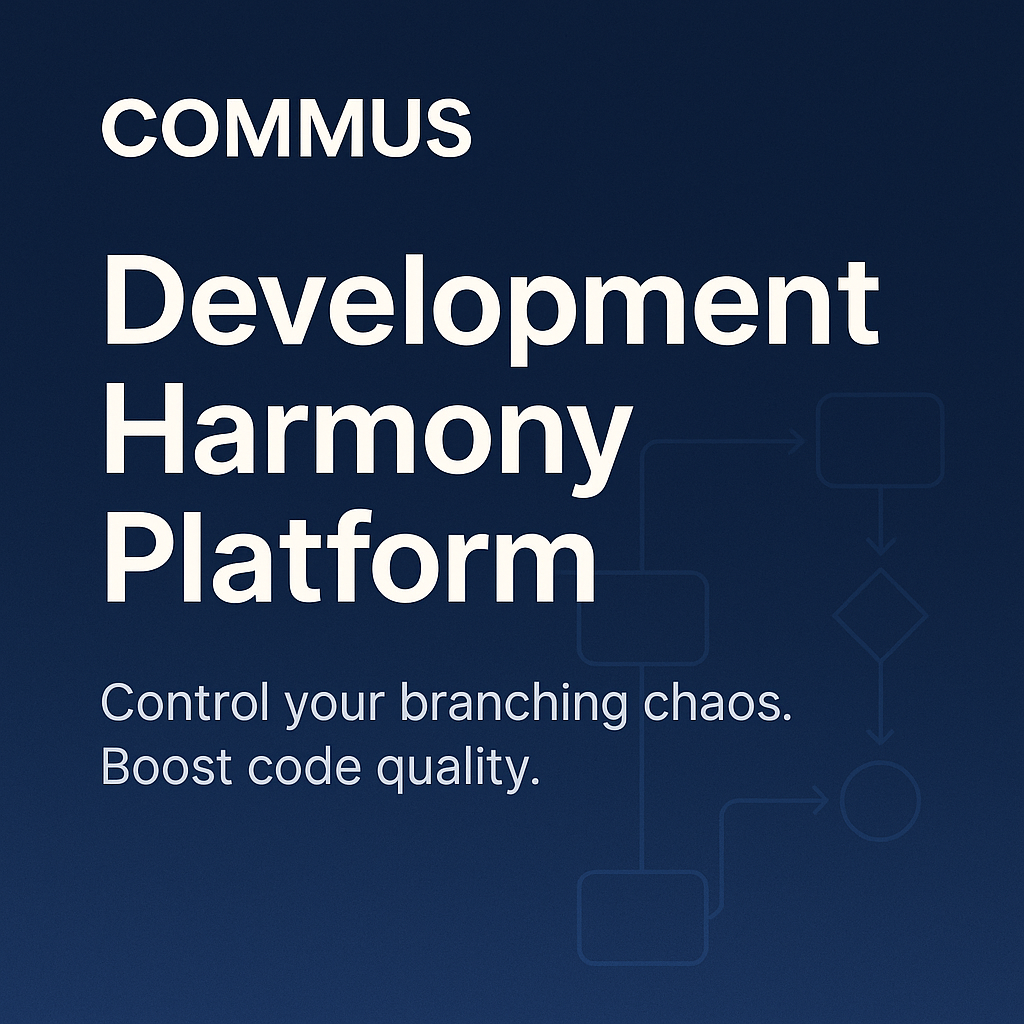 COMMUS
Development
Harmony
Platform
Control your branching chaos.
Boost code quality.